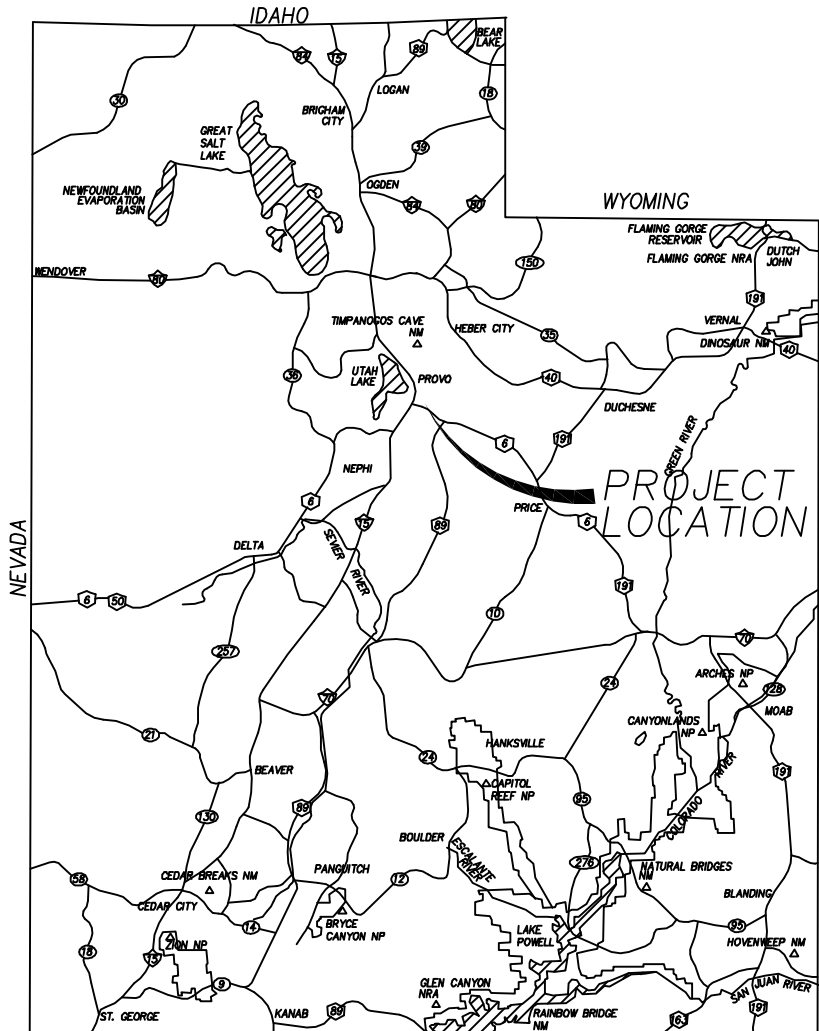 IDAHO
BEAR
LAKE
84
15
89
LOGAN
30
18
BRIGHAM
CITY
GREAT
SALT
LAKE
39
OGDEN
NEWFOUNDLAND
EVAPORATION
BASIN
84
80
WYOMING
FLAMING GORGE
RESERVOIR
FLAMING GORGE NRA
DUTCH
JOHN
150
WENDOVER
80
191
TIMPANOGOS CAVE
NM
HEBER CITY
35
VERNAL
DINOSAUR NM
40
36
UTAH
LAKE
PROVO
40
DUCHESNE
6
191
GREEN RIVER
NEPHI
PROJECT
LOCATION
6
PRICE
6
15
89
NEVADA
DELTA
SEVIER
RIVER
191
6
50
10
257
70
24
ARCHES NP
128
70
MOAB
CANYONLANDS
NP
21
24
HANKSVILLE
BEAVER
CAPITOL
REEF NP
191
COLORADO
RIVER
95
89
130
BOULDER
ESCALANTE
RIVER
276
NATURAL BRIDGES
NM
58
CEDAR BREAKS NM
PANGUITCH
12
BLANDING
CEDAR CITY
14
BRYCE
CANYON NP
95
LAKE
POWELL
18
ZION NP
15
HOVENWEEP NM
9
GLEN CANYON
NRA
SAN JUAN RIVER
ST. GEORGE
KANAB
89
RAINBOW BRIDGE
NM
163
191